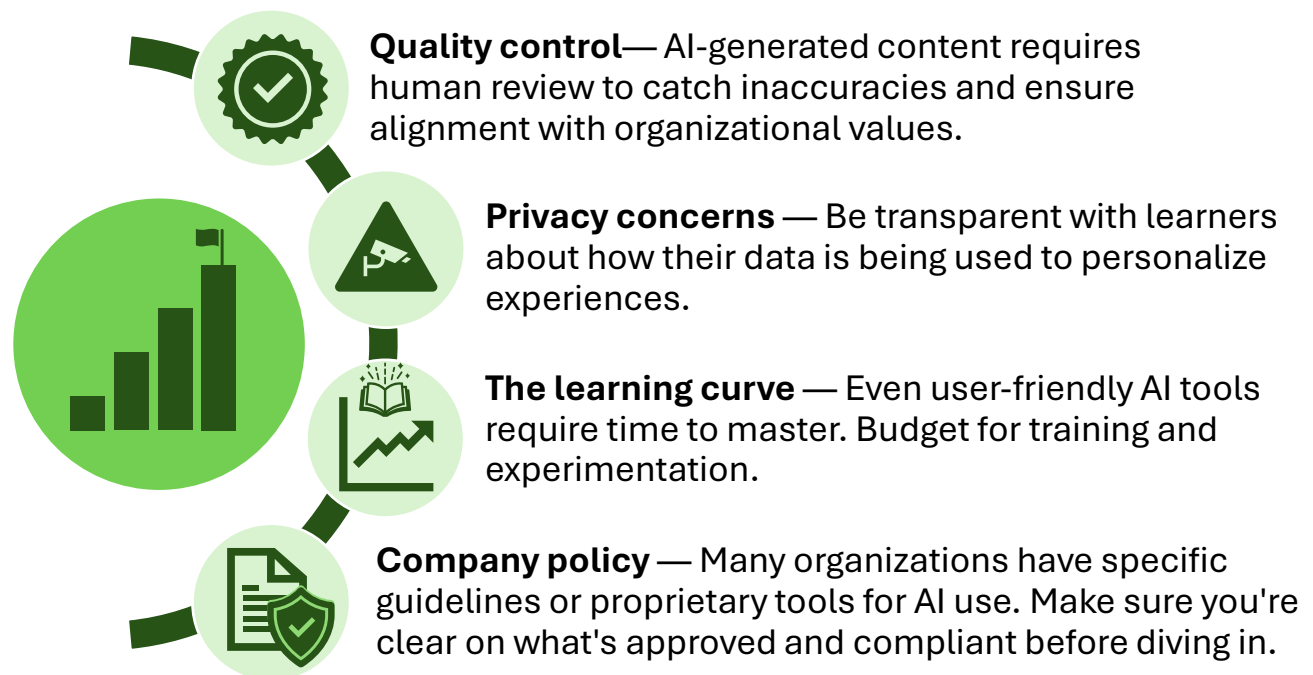 Quality control— AI-generated content requires
human review to catch inaccuracies and ensure
alignment with organizational values.
Privacy concerns — Be transparent with learners
about how their data is being used to personalize
experiences.
The learning curve — Even user-friendly AI tools
require time to master. Budget for training and
experimentation.
Company policy — Many organizations have specific
guidelines or proprietary tools for AI use. Make sure you're
clear on what's approved and compliant before diving in.